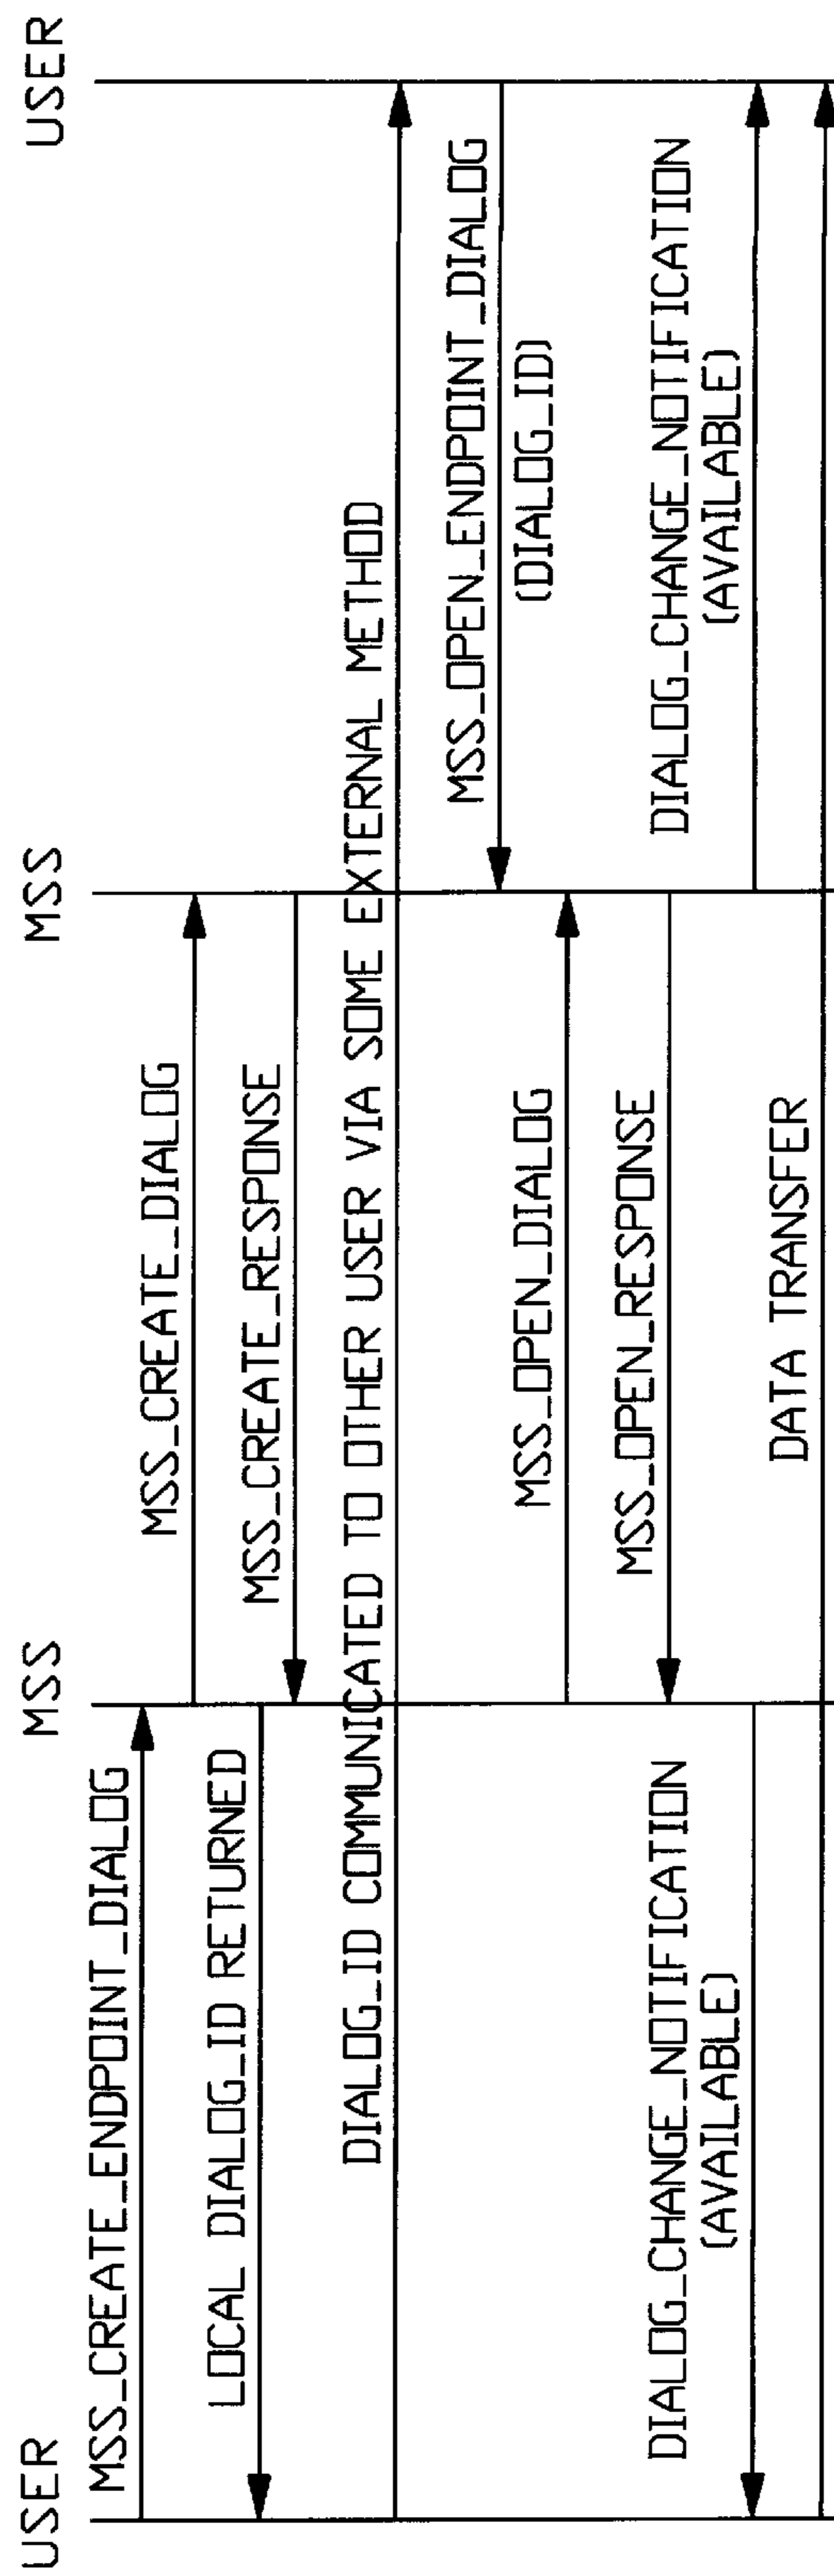 USER
MSS
MSS
USER
MSS_CREATE_ENDPOINT_DIALOG
MSS_CREATE_DIALOG
LOCAL DIALOG_ID RETURNED
MSS_CREATE_RESPONSE
DIALOG_ID COMMUNICATED TO OTHER USER VIA SOME EXTERNAL METHOD
MSS_OPEN_ENDPOINT_DIALOG
(DIALOG_ID)
MSS_OPEN_DIALOG
MSS_OPEN_RESPONSE
DIALOG_CHANGE_NOTIFICATION
(AVAILABLE)
DIALOG_CHANGE_NOTIFICATION
(AVAILABLE)
DATA TRANSFER